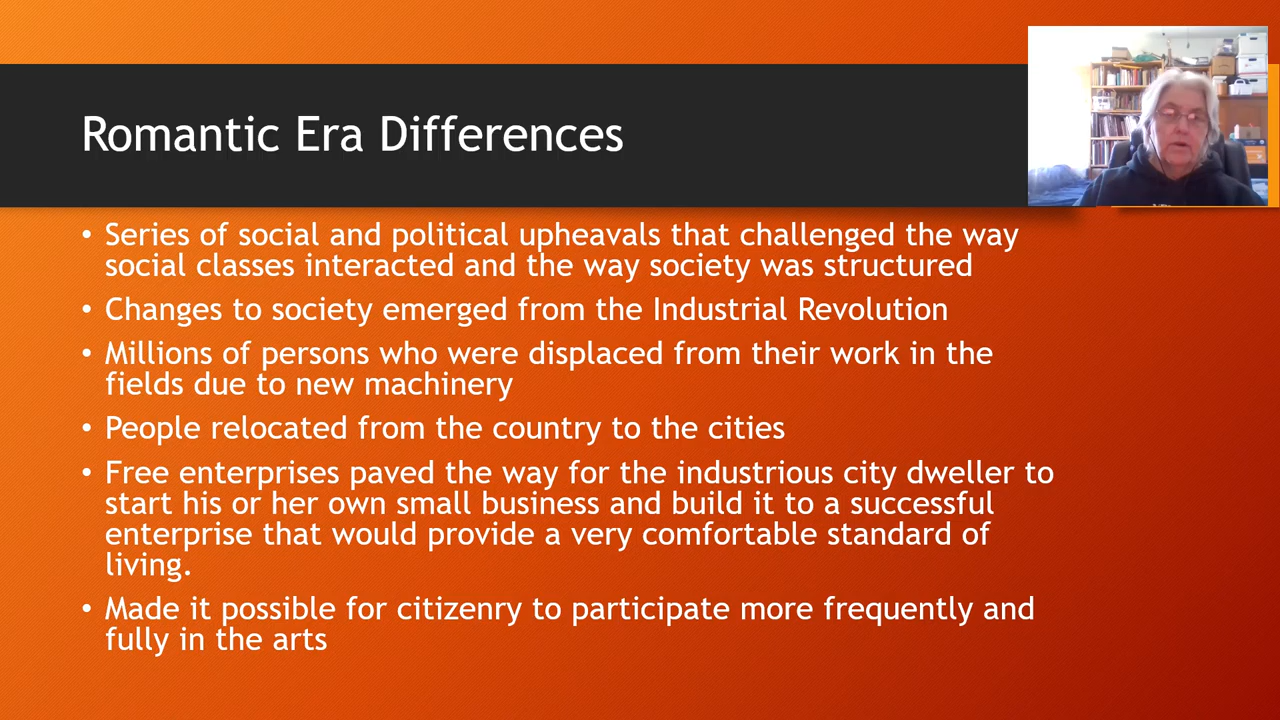 Romantic Era Differences
• Series of social and political upheavals that challenged the way
social classes interacted and the way society was structured
• Changes to society emerged from the Industrial Revolution
• Millions of persons who were displaced from their work in the
fields due to new machinery
• People relocated from the country to the cities
• Free enterprises paved the way for the industrious city dweller to
start his or her own small business and build it to a successful
enterprise that would provide a very comfortable standard of
living.
• Made it possible for citizenry to participate more frequently and
fully in the arts